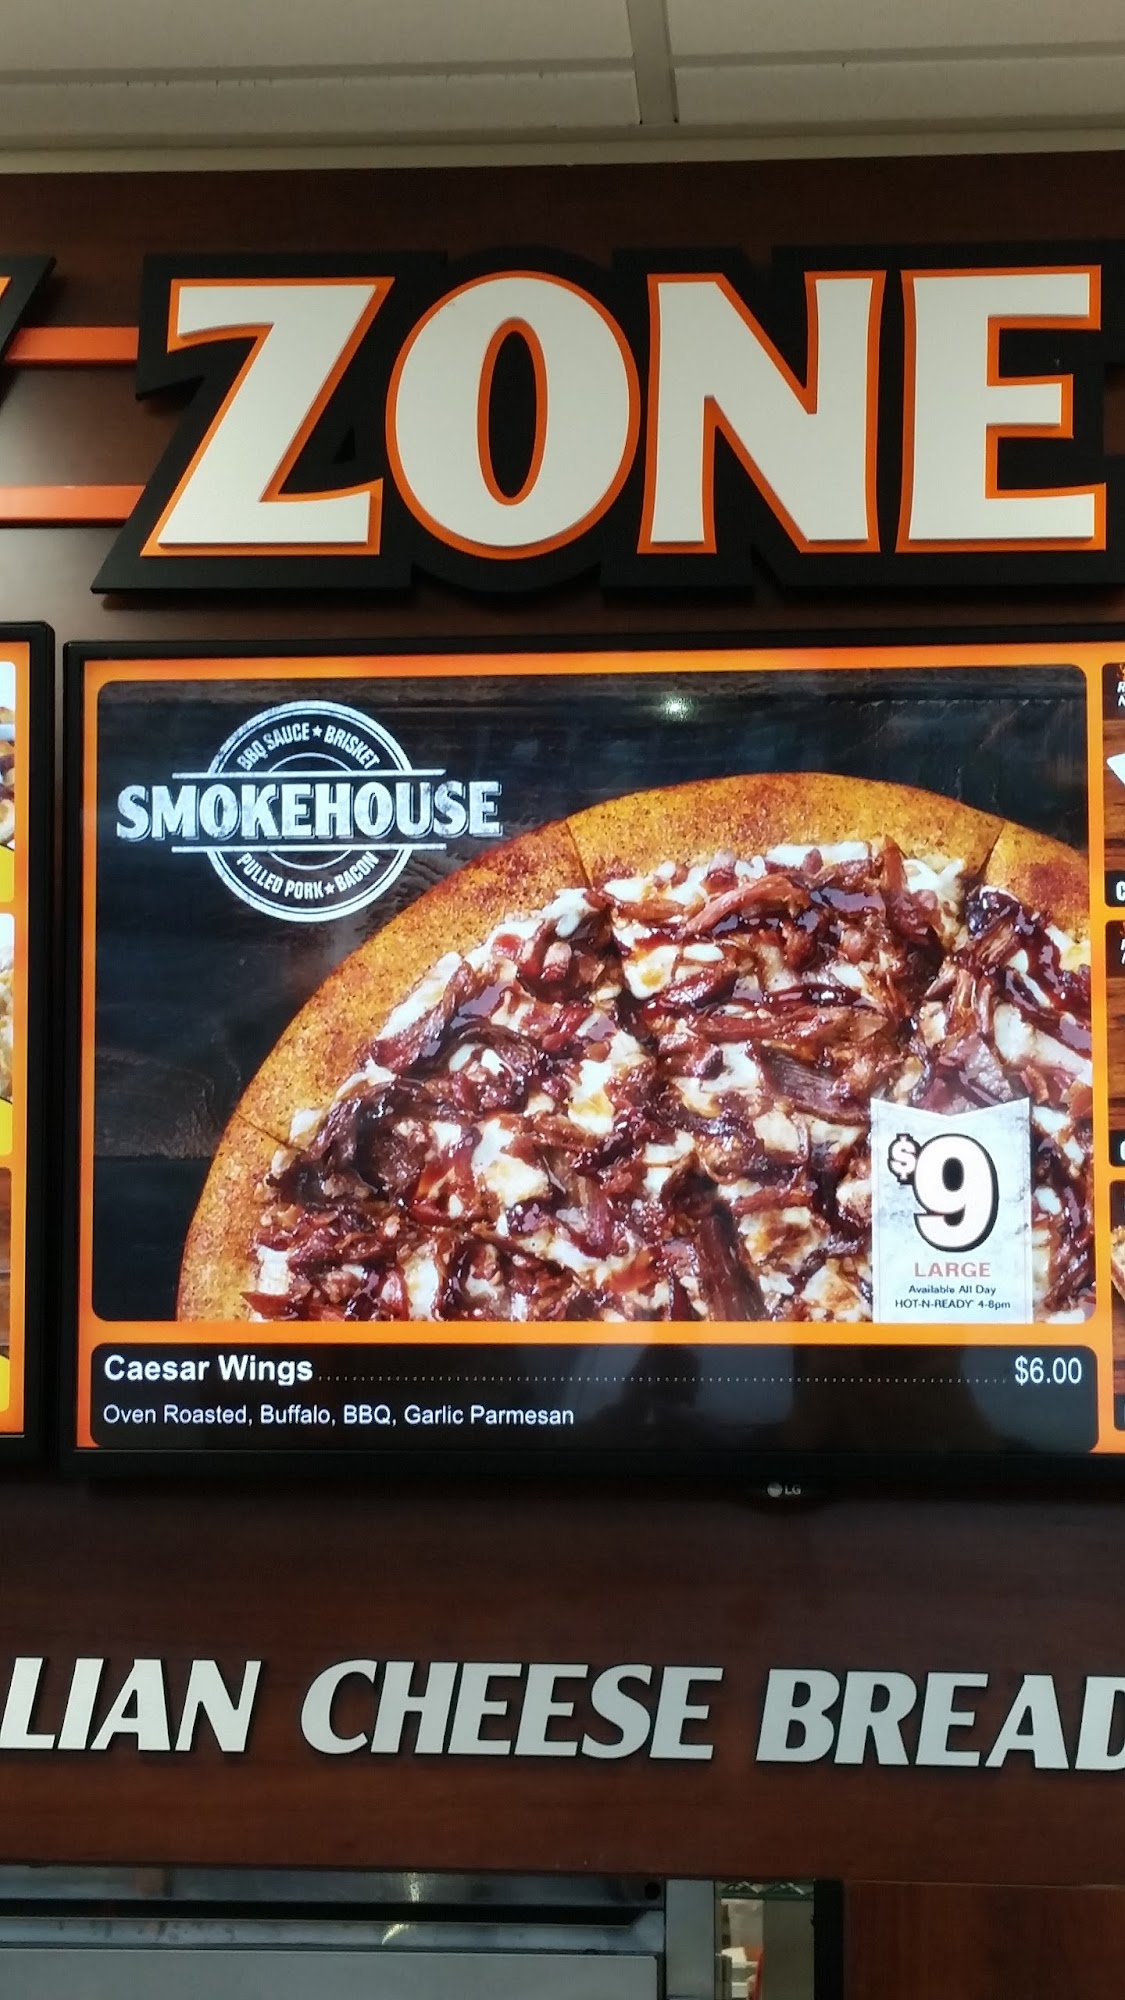 ZONE
BBQ SAUCE ★ BRISKET
SMOKEHOUSE
PULLED PORK ★ BACON
$9
LARGE
Available All Day
HOT-N-READY 4-8pm
Caesar Wings $6.00
Oven Roasted, Buffalo, BBQ, Garlic Parmesan
LG
LIAN CHEESE BREAD